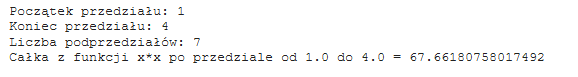 Początek przedziału: 1
Koniec przedziału: 4
Liczba podprzedziałów: 7
Całka z funkcji x*x po przedziale od 1.0 do 4.0 = 67.66180758017492